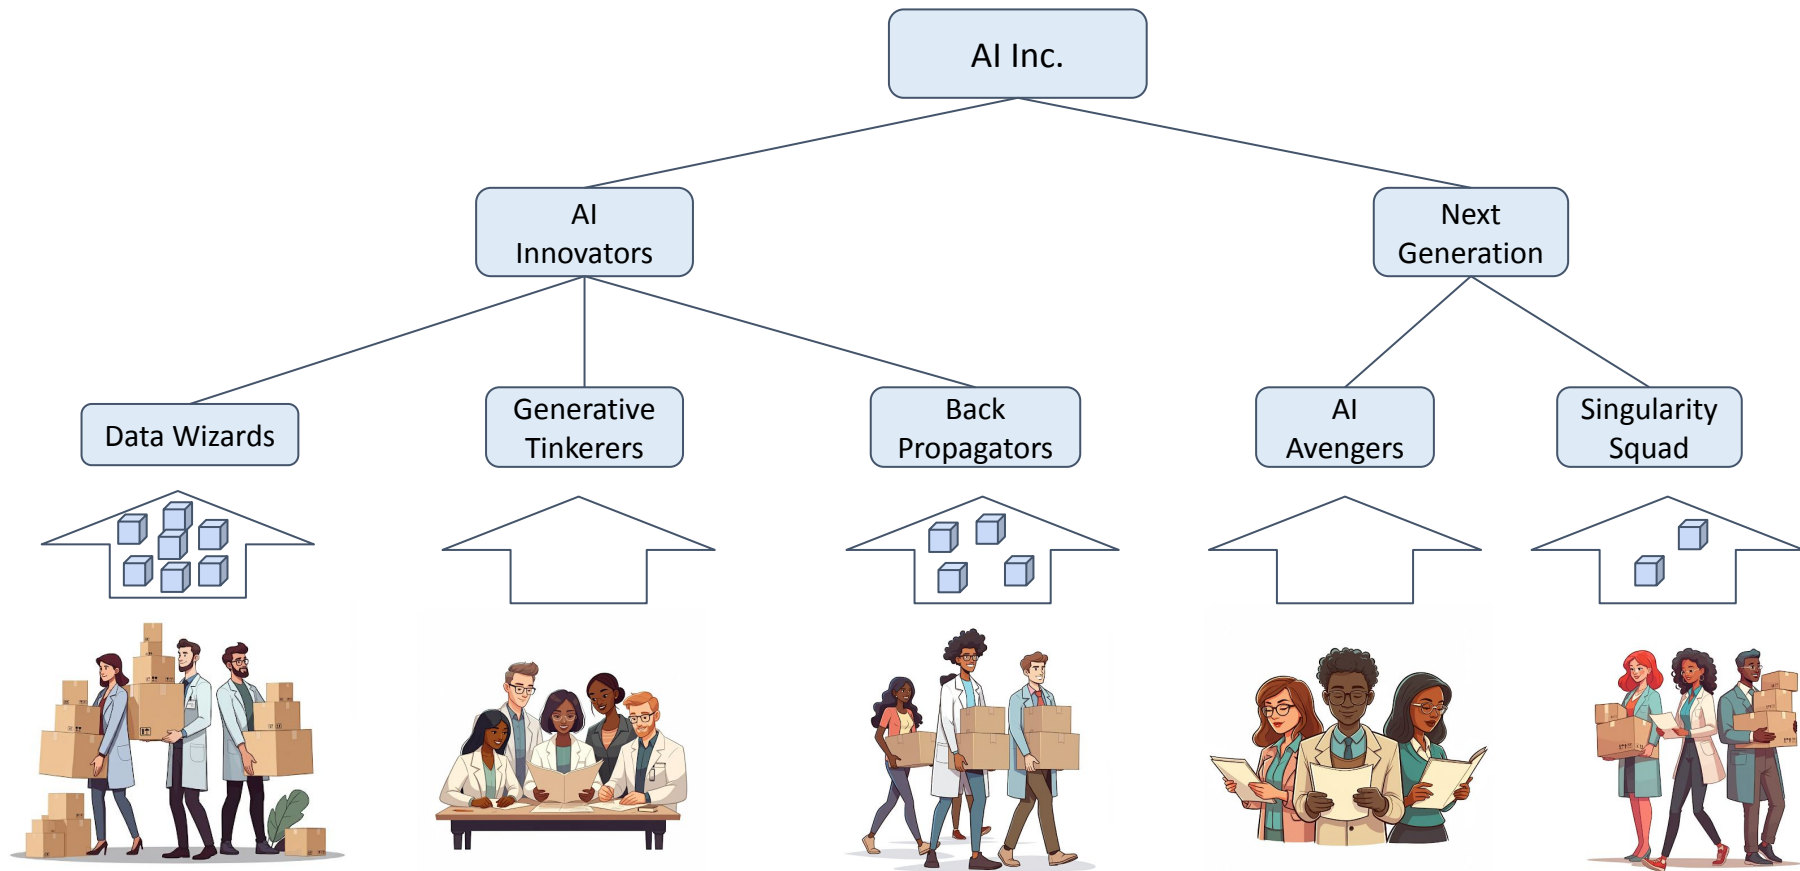 AI Inc.
AI
Innovators
Next
Generation
Data Wizards
Generative
Tinkerers
Back
Propagators
AI
Avengers
Singularity
Squad